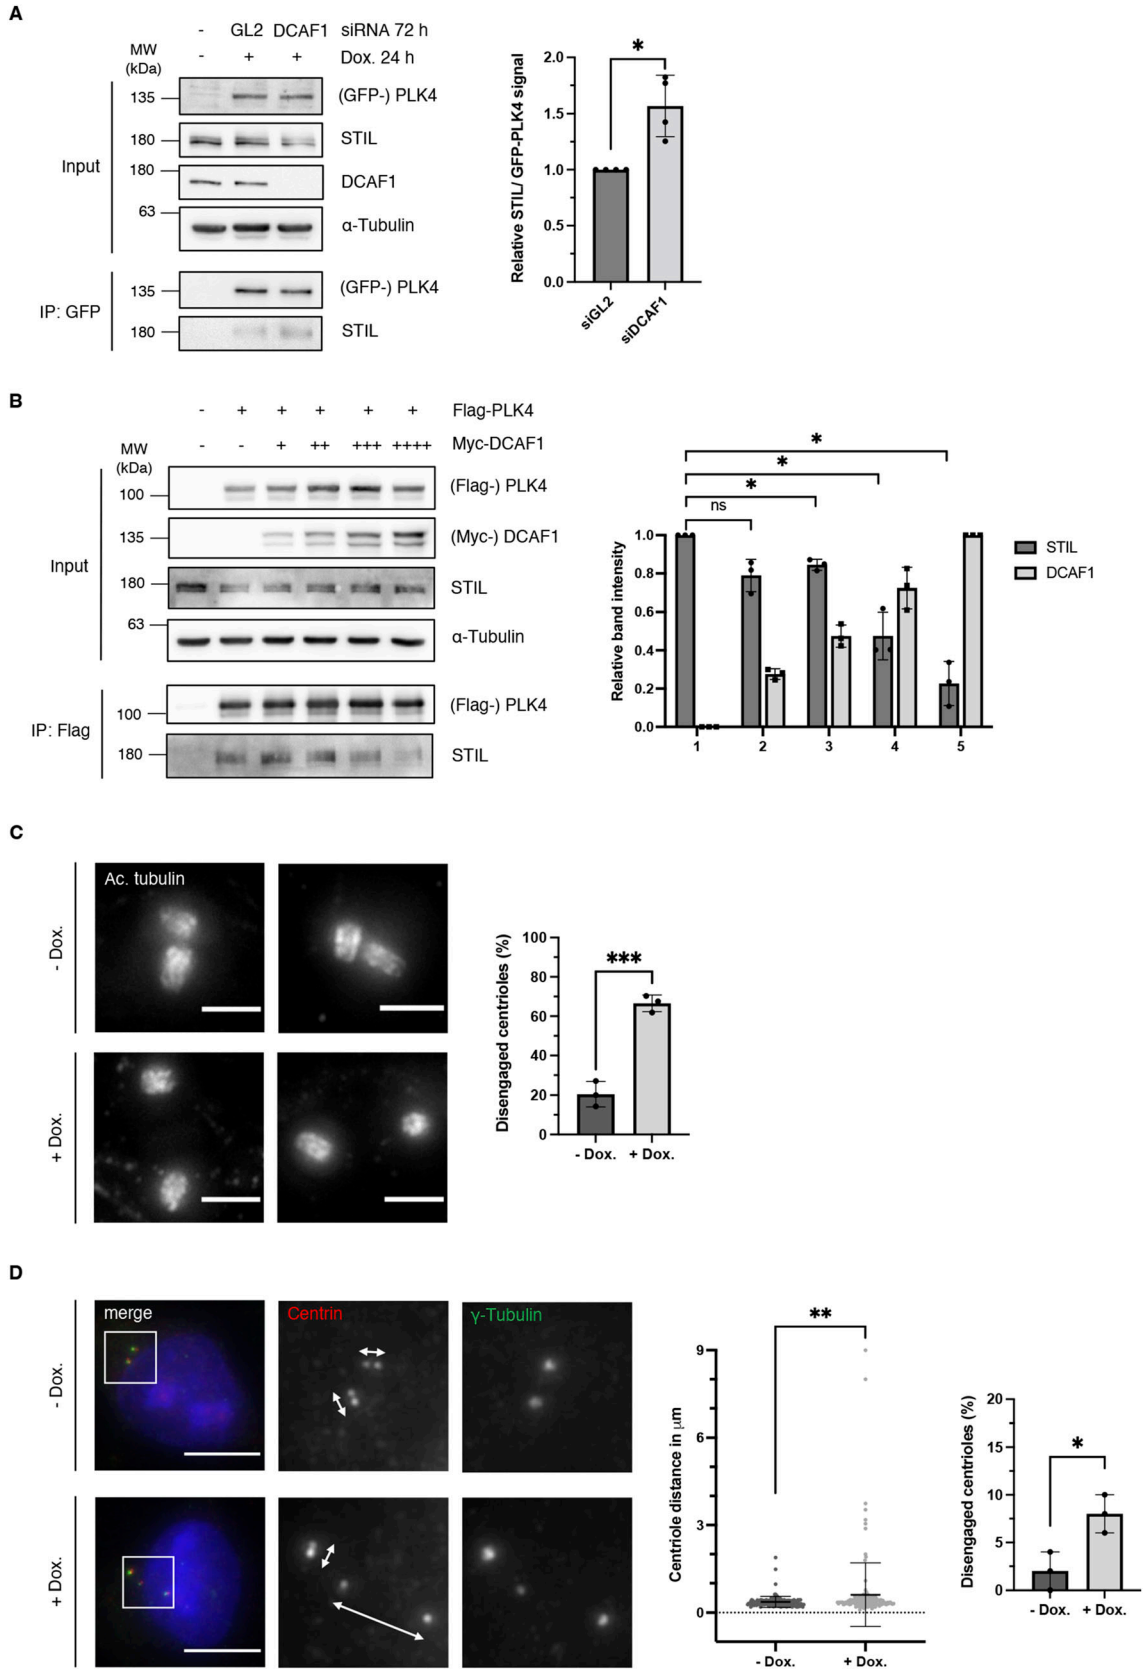 A
- GL2 DCAF1 siRNA 72 h
MW
(kDa)
- + + Dox. 24 h
Input
135 (GFP-) PLK4
180 STIL
180 DCAF1
63 α-Tubulin
IP: GFP
135 (GFP-) PLK4
180 STIL
Relative STIL/ GFP-PLK4 signal
2.0
1.5
1.0
0.5
0.0
*
siGL2 siDCAF1
B
- + + + + + Flag-PLK4
- - + ++ +++ ++++ Myc-DCAF1
MW
(kDa)
Input
100 (Flag-) PLK4
135 (Myc-) DCAF1
180 STIL
63 α-Tubulin
IP: Flag
100 (Flag-) PLK4
180 STIL
*
*
*
ns
Relative band intensity
1.0
0.8
0.6
0.4
0.2
0.0
1 2 3 4 5
STIL
DCAF1
C
- Dox.
Ac. tubulin
+ Dox.
Disengaged centrioles (%)
100
80
60
40
20
0
***
- Dox. + Dox.
D
- Dox.
merge
Centrin
γ-Tubulin
+ Dox.
Centriole distance in μm
9
6
3
0
**
- Dox. + Dox.
Disengaged centrioles (%)
20
15
10
5
0
*
- Dox. + Dox.